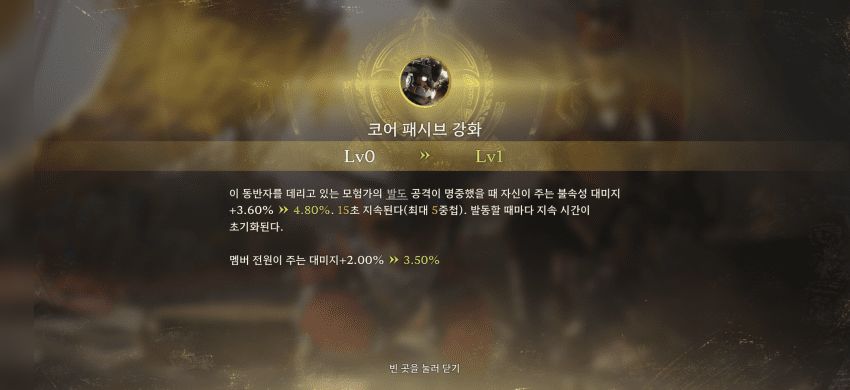 코어 패시브 강화
Lv0 » Lv1
이 동반자를 데리고 있는 모험가의 발도 공격이 명중했을 때 자신이 주는 불속성 대미지
+3.60% » 4.80%. 15초 지속된다(최대 5중첩). 발동할 때마다 지속 시간이
초기화된다.
멤버 전원이 주는 대미지+2.00% » 3.50%
빈 곳을 눌러 닫기